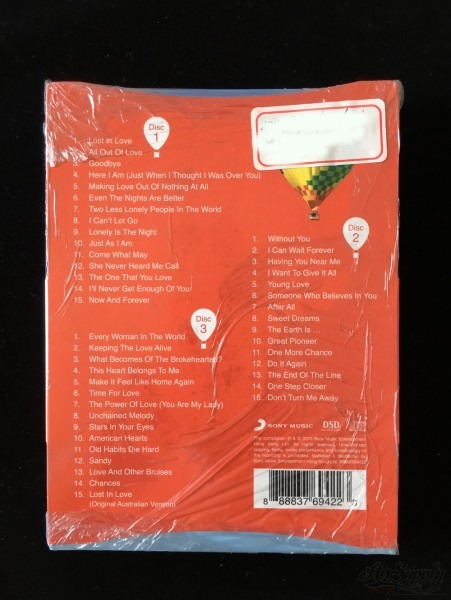 Disc
1
1. Lost in Love
2. All Out Of Love
3. Goodbye
4. Here I Am (Just When I Thought I Was Over You)
5. Making Love Out Of Nothing At All
6. Even The Nights Are Better
7. Two Less Lonely People In The World
8. I Can't Let Go
9. Lonely Is The Night
10. Just As I Am
11. Come What May
12. She Never Heard Me Call
13. The One That You Love
14. I'll Never Get Enough Of You
15. Now And Forever
Disc
2
1. Without You
2. I Can Wait Forever
3. Having You Near Me
4. I Want To Give It All
5. Young Love
6. Someone Who Believes In You
7. After All
8. Sweet Dreams
9. The Earth Is ...
10. Great Pioneer
11. One More Chance
12. Do It Again
13. The End Of The Line
14. One Step Closer
15. Don't Turn Me Away
Disc
3
1. Every Woman In The World
2. Keeping The Love Alive
3. What Becomes Of The Brokenhearted?
4. This Heart Belongs To Me
5. Make It Feel Like Home Again
6. Time For Love
7. The Power Of Love (You Are My Lady)
8. Unchained Melody
9. Stars In Your Eyes
10. American Hearts
11. Old Habits Die Hard
12. Sandy
13. Love And Other Bruises
14. Chances
15. Lost In Love
(Original Australian Version)
SONY MUSIC
DSD
8 88837 69422
Air Supply